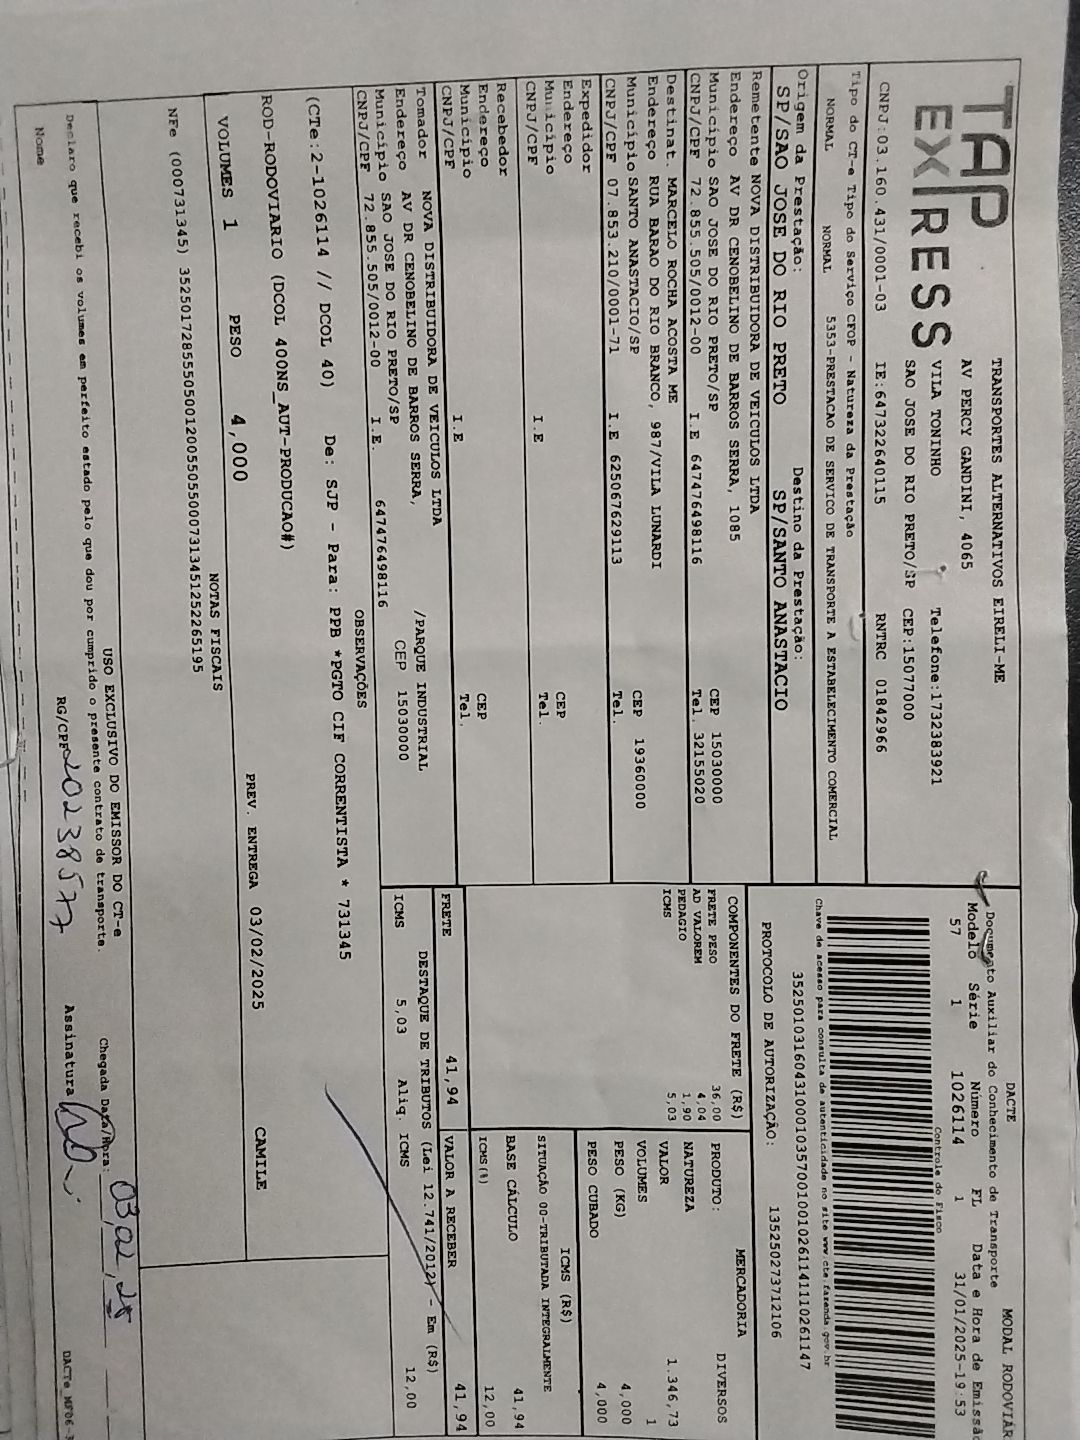 TAP
EX/RESS
TRANSPORTES ALTERNATIVOS EIRELI-ME
AV PERCY GANDINI, 4065
VILA TONINHO Telefone:1732383921
SAO JOSE DO RIO PRETO/SP CEP:15077000
CNPJ:03.160.431/0001-03 IE:647322640115 RNTRC 01842966
Tipo do CT-e Tipo do Serviço CFOP - Natureza da Prestação
NORMAL NORMAL 5353-PRESTACAO DE SERVICO DE TRANSPORTE A ESTABELECIMENTO COMERCIAL
Origem da Prestação: Destino da Prestação:
SP/SAO JOSE DO RIO PRETO SP/SANTO ANASTACIO
Remetente NOVA DISTRIBUIDORA DE VEICULOS LTDA
Endereço AV DR CENOBELINO DE BARROS SERRA, 1085
Município SAO JOSE DO RIO PRETO/SP CEP 15030000
CNPJ/CPF 72.855.505/0012-00 I.E 647476498116 Tel. 32155020
Destinat. MARCELO ROCHA ACOSTA ME
Endereço RUA BARAO DO RIO BRANCO, 987/VILA LUNARDI
Município SANTO ANASTACIO/SP CEP 19360000
CNPJ/CPF 07.853.210/0001-71 I.E 625067629113 Tel.
Expedidor
Endereço
Município CEP
CNPJ/CPF I.E Tel.
Recebedor
Endereço
Município CEP
CNPJ/CPF I.E Tel.
Tomador NOVA DISTRIBUIDORA DE VEICULOS LTDA
Endereço AV DR CENOBELINO DE BARROS SERRA, /PARQUE INDUSTRIAL
Município SAO JOSE DO RIO PRETO/SP CEP 15030000
CNPJ/CPF 72.855.505/0012-00 I.E. 647476498116
OBSERVAÇÕES
(CTe:2-1026114 // DCOL 40) De: SJP - Para: PPB *PGTO CIF CORRENTISTA * 731345
ROD-RODOVIARIO (DCOL 400NS_AUT-PRODUCAO#)
VOLUMES 1 PESO 4,000 PREV. ENTREGA 03/02/2025 CAMILE
NOTAS FISCAIS
NFe (000731345) 35250172855505001200550550007313451252265195
DACTE MODAL RODOVIÁR
Documento Auxiliar do Conhecimento de Transporte
Modelo Série Número FL Data e Hora de Emissão
57 1 1026114 1 31/01/2025-19:53
Controle do Fisco
Chave de acesso para consulta de autenticidade no site www.cte.fazenda.gov.br
35250103160431000103570010010261141110261147
PROTOCOLO DE AUTORIZAÇÃO: 135250273712106
COMPONENTES DO FRETE (R$)
FRETE PESO 36,00
AD VALOREM 4,04
PEDAGIO 1,90
ICMS 5,03
MERCADORIA
PRODUTO: DIVERSOS
NATUREZA
VALOR 1.346,73
VOLUMES 1
PESO (KG) 4,000
PESO CUBADO 4,000
ICMS (R$)
SITUAÇÃO 00-TRIBUTADA INTEGRALMENTE
BASE CÁLCULO 41,94
ICMS(%) 12,00
FRETE 41,94 VALOR A RECEBER 41,94
DESTAQUE DE TRIBUTOS (Lei 12.741/2012) - Em (R$)
ICMS 5,03 Aliq. ICMS 12,00
USO EXCLUSIVO DO EMISSOR DO CT-e
Declaro que recebi os volumes em perfeito estado pelo que dou por cumprido o presente contrato de transporte. Chegada Data/Hora: 03,02,25
Nome RG/CPF 20238577 Assinatura
DACTe MF06-